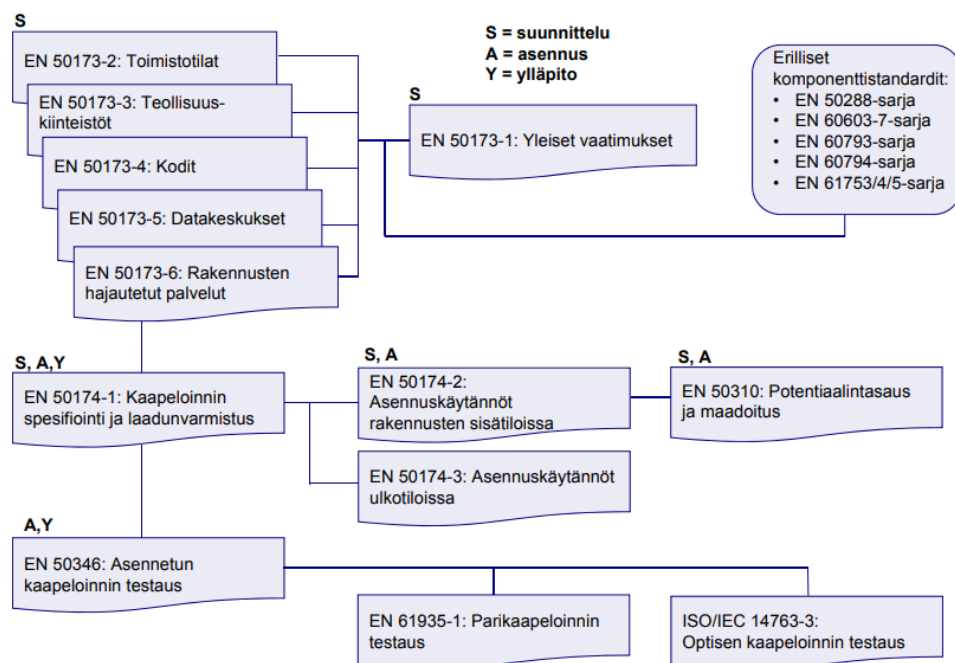 S
EN 50173-2: Toimistotilat
EN 50173-3: Teollisuus-
kiinteistöt
EN 50173-4: Kodit
EN 50173-5: Datakeskukset
EN 50173-6: Rakennusten
hajautetut palvelut
S = suunnittelu
A = asennus
Y = ylläpito
S
EN 50173-1: Yleiset vaatimukset
Erilliset
komponenttistandardit:
• EN 50288-sarja
• EN 60603-7-sarja
• EN 60793-sarja
• EN 60794-sarja
• EN 61753/4/5-sarja
S, A,Y
EN 50174-1: Kaapeloinnin
spesifiointi ja laadunvarmistus
S, A
EN 50174-2:
Asennuskäytännöt
rakennusten sisätiloissa
S, A
EN 50310: Potentiaalintasaus
ja maadoitus
EN 50174-3: Asennuskäytännöt
ulkotiloissa
A,Y
EN 50346: Asennetun
kaapeloinnin testaus
EN 61935-1: Parikaapeloinnin
testaus
ISO/IEC 14763-3:
Optisen kaapeloinnin testaus